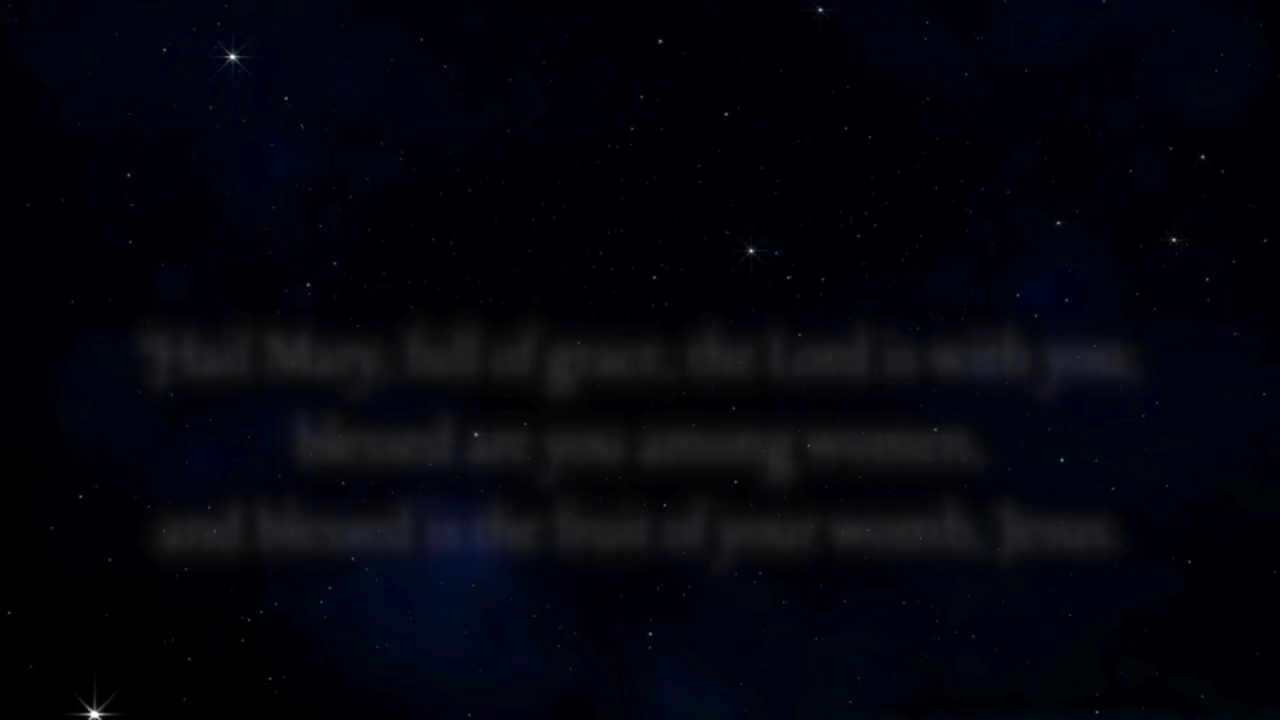 "Hail Mary, full of grace, the Lord is with you;
blessed are you among women,
and blessed is the fruit of your womb, Jesus.